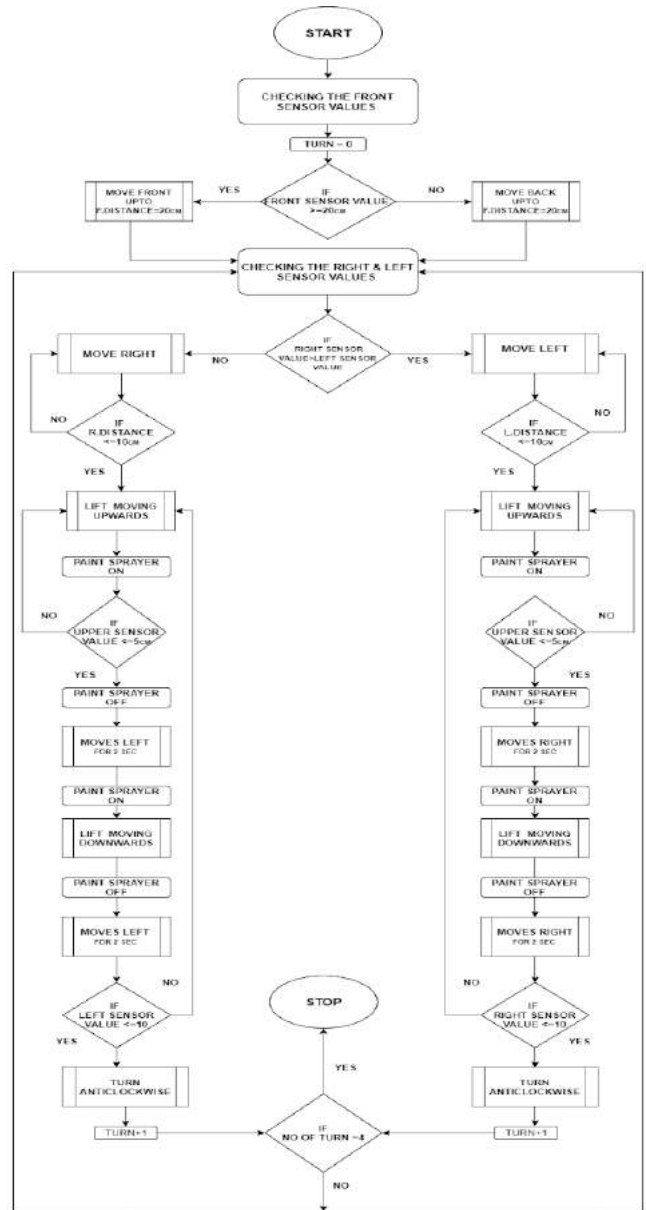 START
CHECKING THE FRONT
SENSOR VALUES
TURN = 0
IF
FRONT SENSOR VALUE
>=20CM
YES
NO
MOVE FRONT
UPTO
F.DISTANCE=20CM
MOVE BACK
UPTO
F.DISTANCE=20CM
CHECKING THE RIGHT & LEFT
SENSOR VALUES
IF
RIGHT SENSOR
VALUE>LEFT SENSOR
VALUE
NO
YES
MOVE RIGHT
IF
R.DISTANCE
<=10CM
NO
YES
LIFT MOVING
UPWARDS
PAINT SPRAYER
ON
IF
UPPER SENSOR
VALUE <=5CM
NO
YES
PAINT SPRAYER
OFF
MOVES LEFT
FOR 2 SEC
PAINT SPRAYER
ON
LIFT MOVING
DOWNWARDS
PAINT SPRAYER
OFF
MOVES LEFT
FOR 2 SEC
IF
LEFT SENSOR
VALUE <=10
NO
YES
TURN
ANTICLOCKWISE
TURN+1
MOVE LEFT
IF
L.DISTANCE
<=10CM
NO
YES
LIFT MOVING
UPWARDS
PAINT SPRAYER
ON
IF
UPPER SENSOR
VALUE <=5CM
NO
YES
PAINT SPRAYER
OFF
MOVES RIGHT
FOR 2 SEC
PAINT SPRAYER
ON
LIFT MOVING
DOWNWARDS
PAINT SPRAYER
OFF
MOVES RIGHT
FOR 2 SEC
IF
RIGHT SENSOR
VALUE <=10
NO
YES
TURN
ANTICLOCKWISE
TURN+1
IF
NO OF TURN =4
YES
NO
STOP